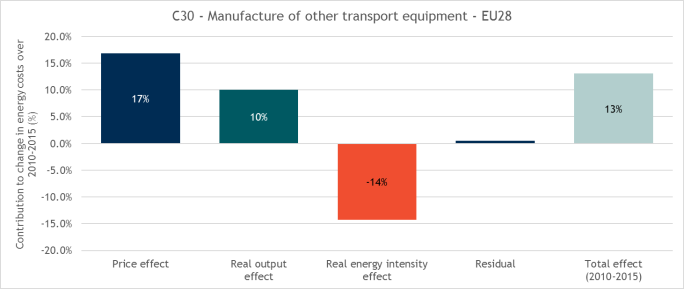 C30 - Manufacture of other transport equipment - EU28
Contribution to change in energy costs over
2010-2015 (%)
20.0%
15.0%
10.0%
5.0%
0.0%
-5.0%
-10.0%
-15.0%
-20.0%
17%
10%
-14%
13%
Price effect
Real output
effect
Real energy intensity
effect
Residual
Total effect
(2010-2015)